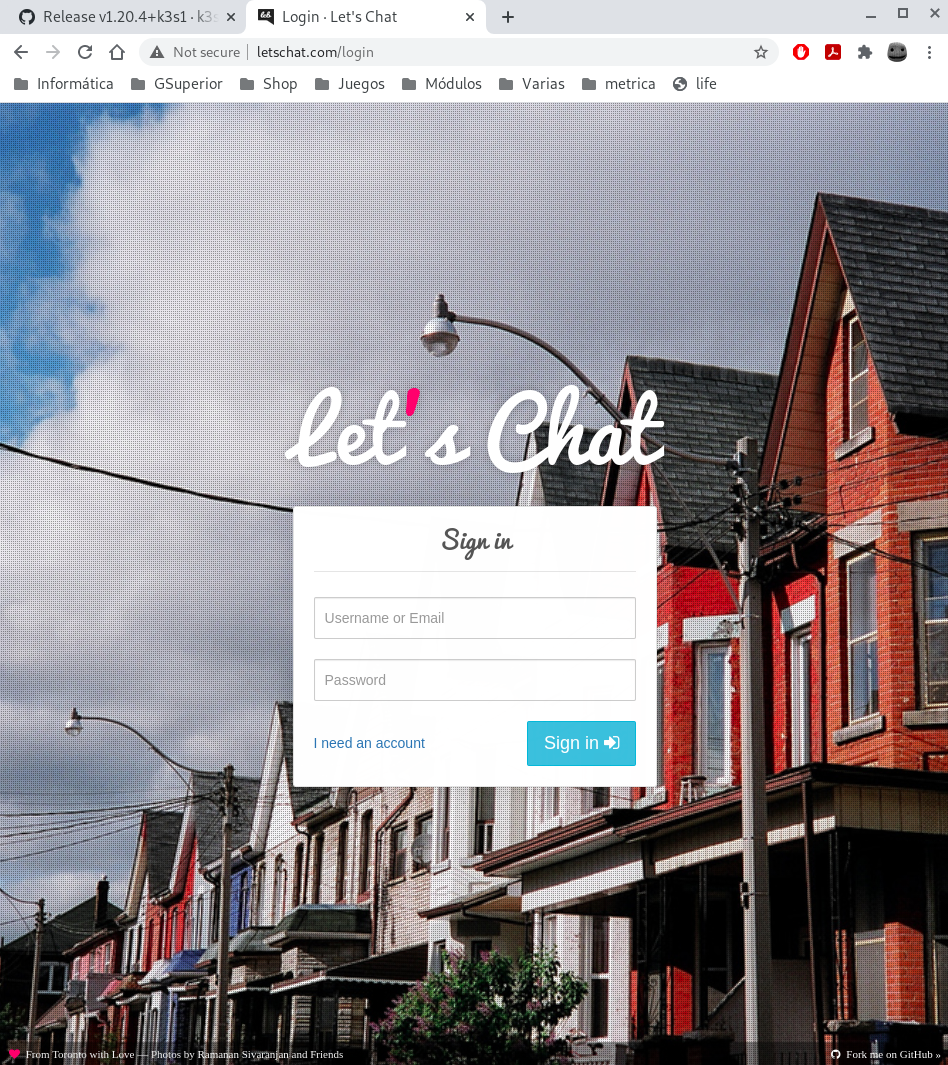 Release v1.20.4+k3s1 · k3s
Login · Let's Chat
Not secure | letschat.com/login
Informática GSuperior Shop Juegos Módulos Varias metrica life
Let's Chat
Sign in
Username or Email
Password
I need an account
Sign in
From Toronto with Love — Photos by Ramanan Sivaranjan and Friends
Fork me on GitHub »